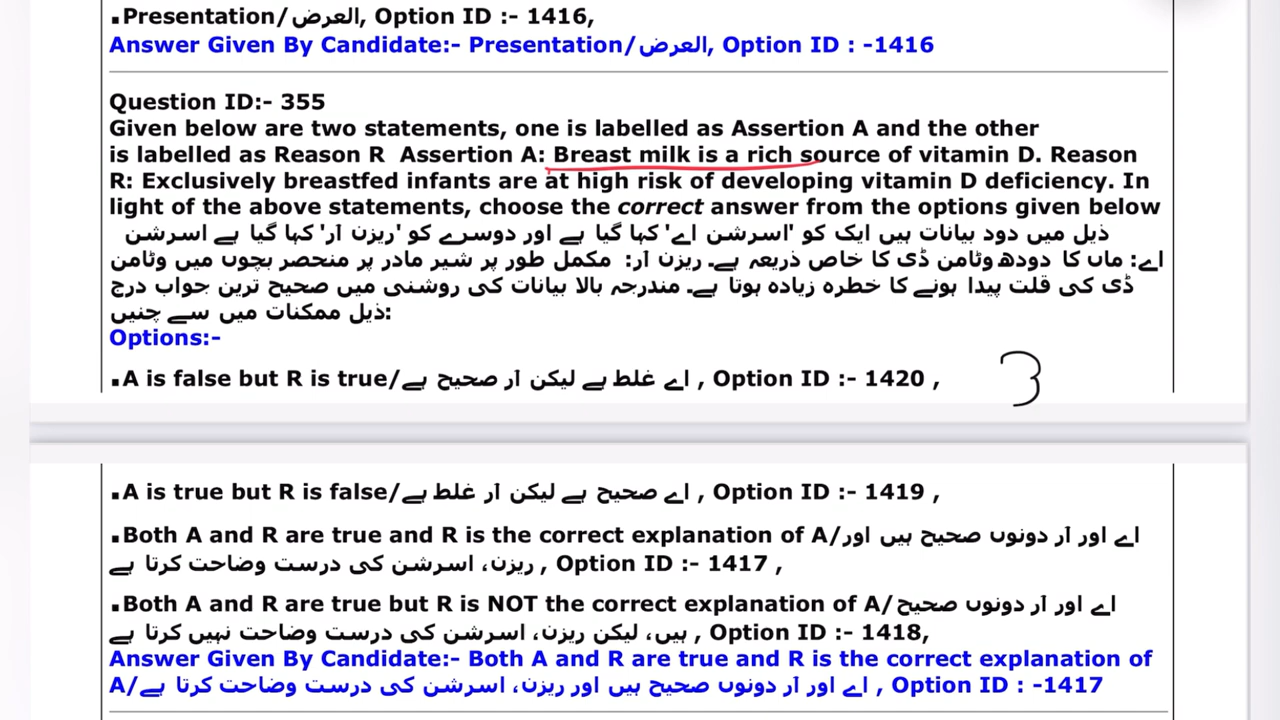 ▪Presentation/العرض, Option ID :- 1416,
Answer Given By Candidate:- Presentation/العرض, Option ID : -1416
Question ID:- 355
Given below are two statements, one is labelled as Assertion A and the other
is labelled as Reason R  Assertion A: Breast milk is a rich source of vitamin D. Reason
R: Exclusively breastfed infants are at high risk of developing vitamin D deficiency. In
light of the above statements, choose the correct answer from the options given below
ذیل میں دود بیانات ہیں ایک کو 'اسرشن اے' کہا گیا ہے اور دوسرے کو 'ریزن آر' کہا گیا ہے اسرشن
اے: ماں کا دودھ وٹامن ڈی کا خاص ذریعہ ہے۔ ریزن آر: مکمل طور پر شیر مادر پر منحصر بچوں میں وٹامن
ڈی کی قلت پیدا ہونے کا خطرہ زیادہ ہوتا ہے۔ مندرجہ بالا بیانات کی روشنی میں صحیح ترین جواب درج
ذیل ممکنات میں سے چنیں:
Options:-
▪A is false but R is true/اے غلط ہے لیکن آر صحیح ہے , Option ID :- 1420 ,
3
▪A is true but R is false/اے صحیح ہے لیکن آر غلط ہے , Option ID :- 1419 ,
▪Both A and R are true and R is the correct explanation of A/اے اور آر دونوں صحیح ہیں اور
ریزن، اسرشن کی درست وضاحت کرتا ہے , Option ID :- 1417 ,
▪Both A and R are true but R is NOT the correct explanation of A/اے اور آر دونوں صحیح
ہیں، لیکن ریزن، اسرشن کی درست وضاحت نہیں کرتا ہے , Option ID :- 1418,
Answer Given By Candidate:- Both A and R are true and R is the correct explanation of
A/اے اور آر دونوں صحیح ہیں اور ریزن، اسرشن کی درست وضاحت کرتا ہے , Option ID : -1417